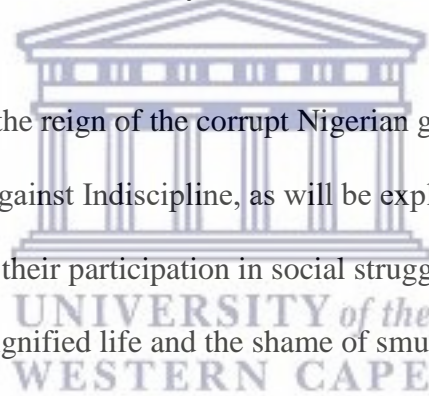 the reign of the corrupt Nigerian g
gainst Indiscipline, as will be expl
their participation in social strugg
UNIVERSITY of the
gnified life and the shame of smu
WESTERN CAPE